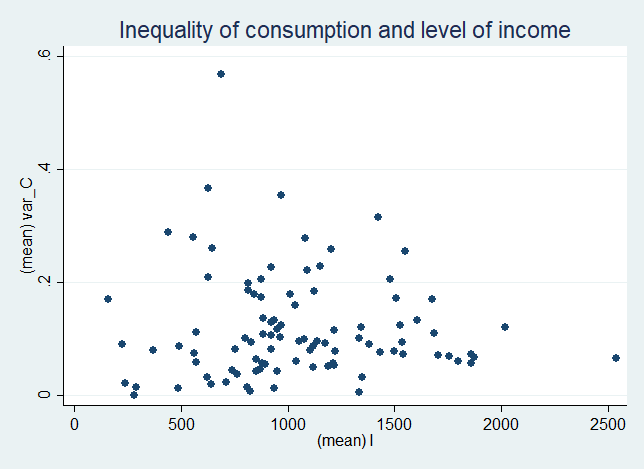 Inequality of consumption and level of income
(mean) var_C
.6
.4
.2
0
0 500 1000 1500 2000 2500
(mean) I